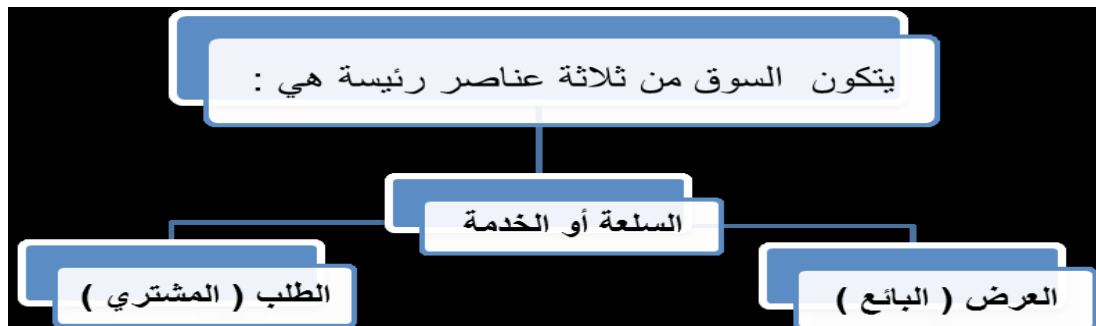 يتكون السوق من ثلاثة عناصر رئيسة هي :
السلعة أو الخدمة
العرض ( البائع )
الطلب ( المشتري )